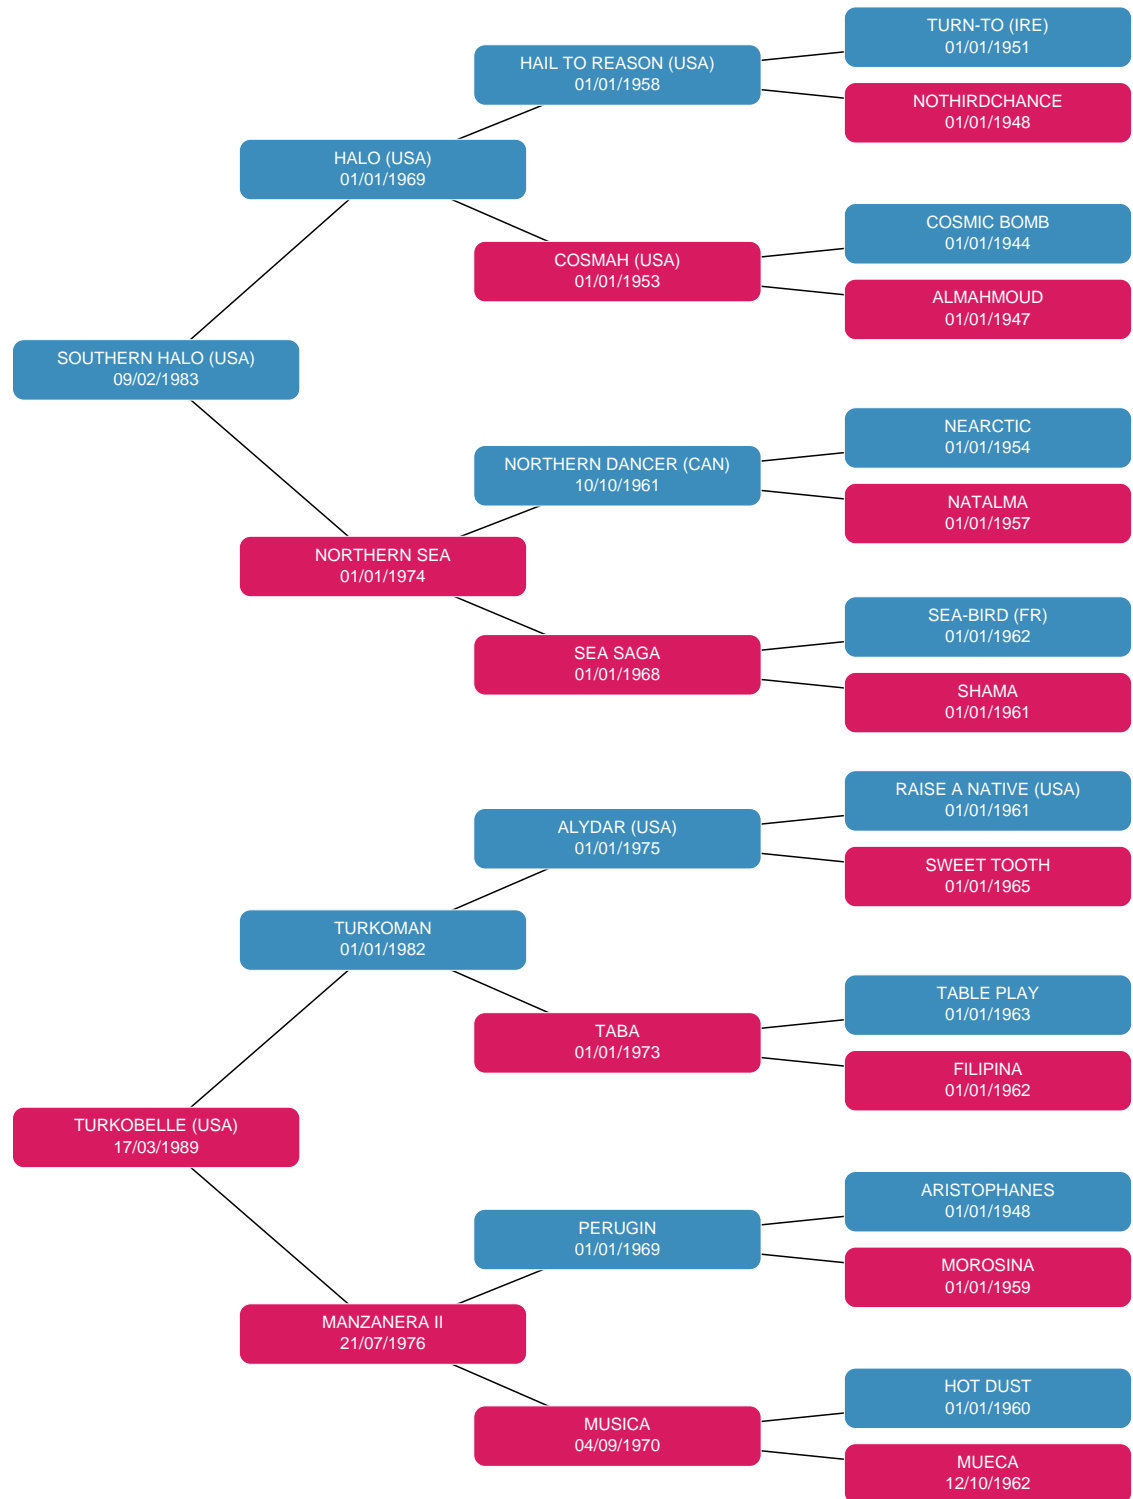 TURN-TO (IRE)
01/01/1951
HAIL TO REASON (USA)
01/01/1958
NOTHIRDCHANCE
01/01/1948
HALO (USA)
01/01/1969
COSMIC BOMB
01/01/1944
COSMAH (USA)
01/01/1953
ALMAHMOUD
01/01/1947
SOUTHERN HALO (USA)
09/02/1983
NEARCTIC
01/01/1954
NORTHERN DANCER (CAN)
10/10/1961
NATALMA
01/01/1957
NORTHERN SEA
01/01/1974
SEA-BIRD (FR)
01/01/1962
SEA SAGA
01/01/1968
SHAMA
01/01/1961
RAISE A NATIVE (USA)
01/01/1961
ALYDAR (USA)
01/01/1975
SWEET TOOTH
01/01/1965
TURKOMAN
01/01/1982
TABLE PLAY
01/01/1963
TABA
01/01/1973
FILIPINA
01/01/1962
TURKOBELLE (USA)
17/03/1989
ARISTOPHANES
01/01/1948
PERUGIN
01/01/1969
MOROSINA
01/01/1959
MANZANERA II
21/07/1976
HOT DUST
01/01/1960
MUSICA
04/09/1970
MUECA
12/10/1962